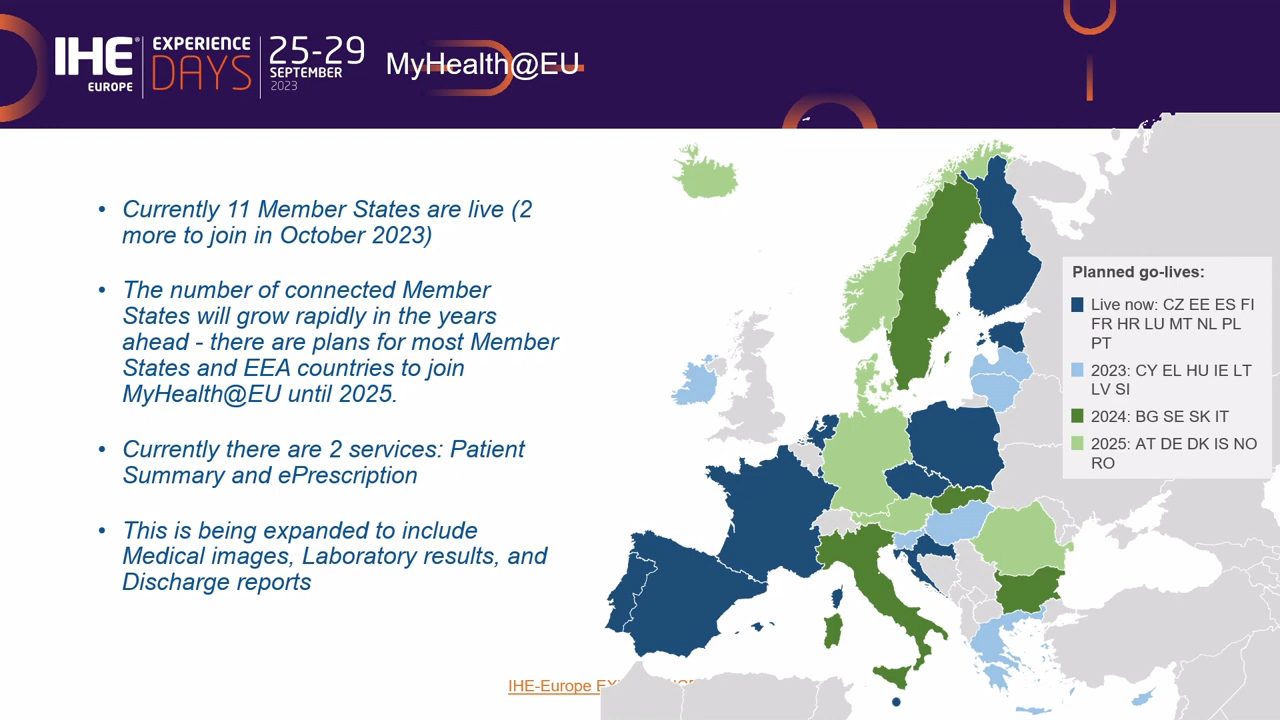 IHE EUROPE
EXPERIENCE DAYS
25-29 SEPTEMBER 2023
MyHealth@EU
• Currently 11 Member States are live (2
more to join in October 2023)
• The number of connected Member
States will grow rapidly in the years
ahead - there are plans for most Member
States and EEA countries to join
MyHealth@EU until 2025.
• Currently there are 2 services: Patient
Summary and ePrescription
• This is being expanded to include
Medical images, Laboratory results, and
Discharge reports
Planned go-lives:
Live now: CZ EE ES FI
FR HR LU MT NL PL
PT
2023: CY EL HU IE LT
LV SI
2024: BG SE SK IT
2025: AT DE DK IS NO
RO
IHE-Europe